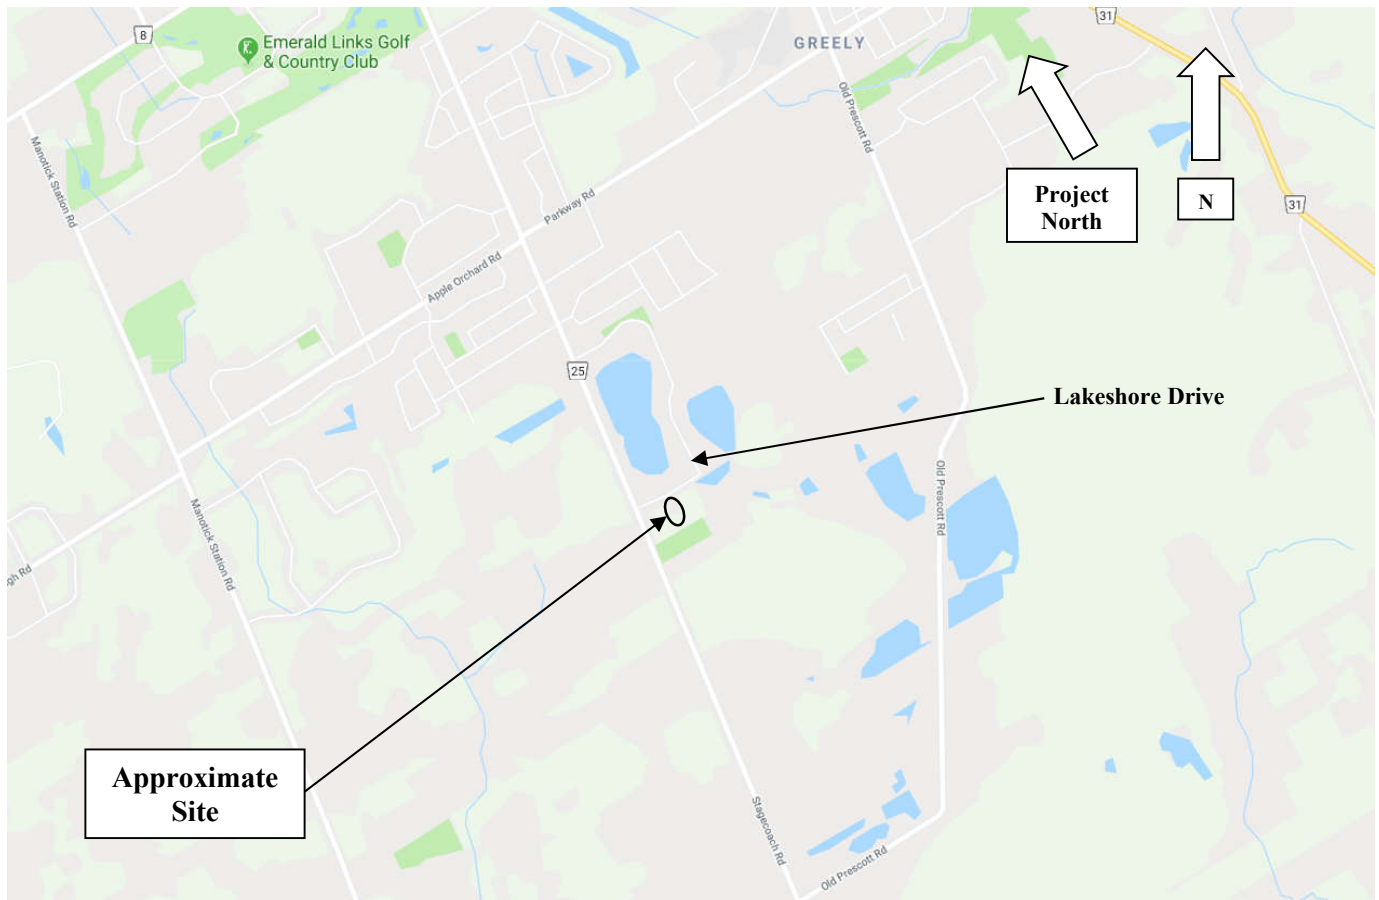 8
Emerald Links Golf
& Country Club
GREELY
31
Old Prescott Rd
Manotick Station Rd
Project
North
N
31
Parkway Rd
Apple Orchard Rd
25
Lakeshore Drive
Old Prescott Rd
Manotick Station Rd
gh Rd
Approximate
Site
Stagecoach Rd
Old Prescott Rd